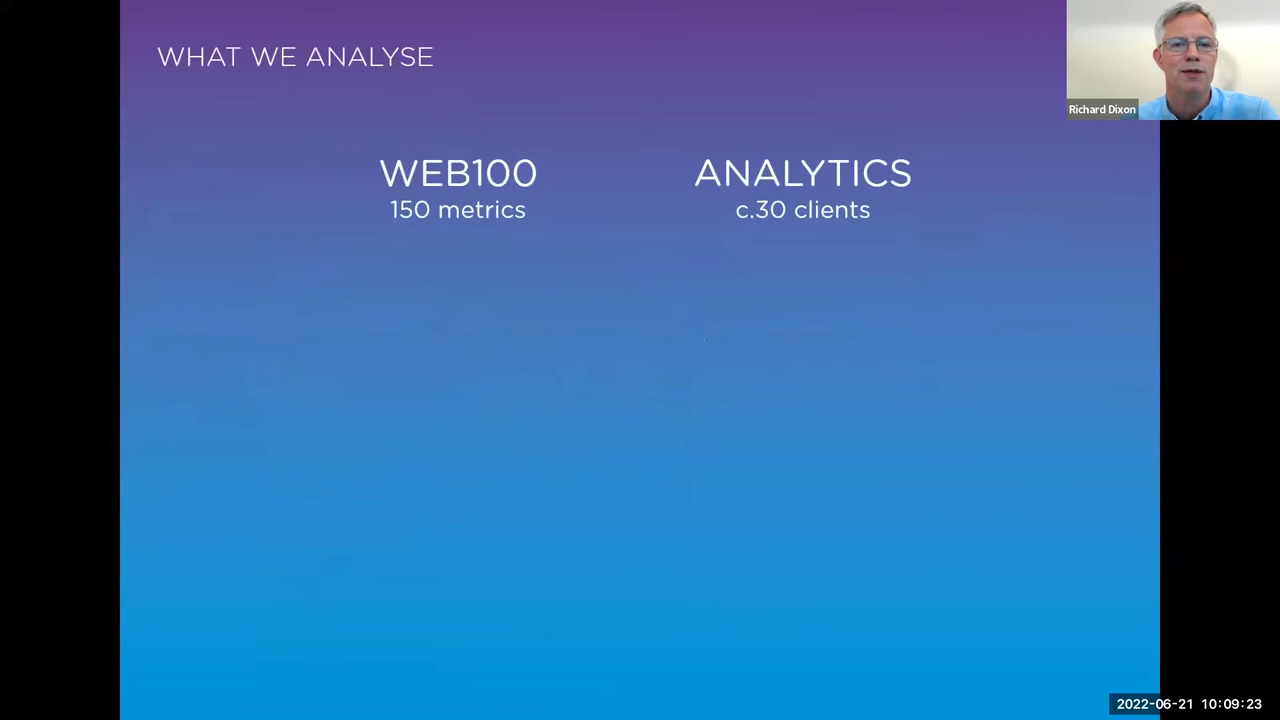 WHAT WE ANALYSE
Richard Dixon
WEB100
150 metrics
ANALYTICS
c.30 clients
2022-06-21 10:09:23